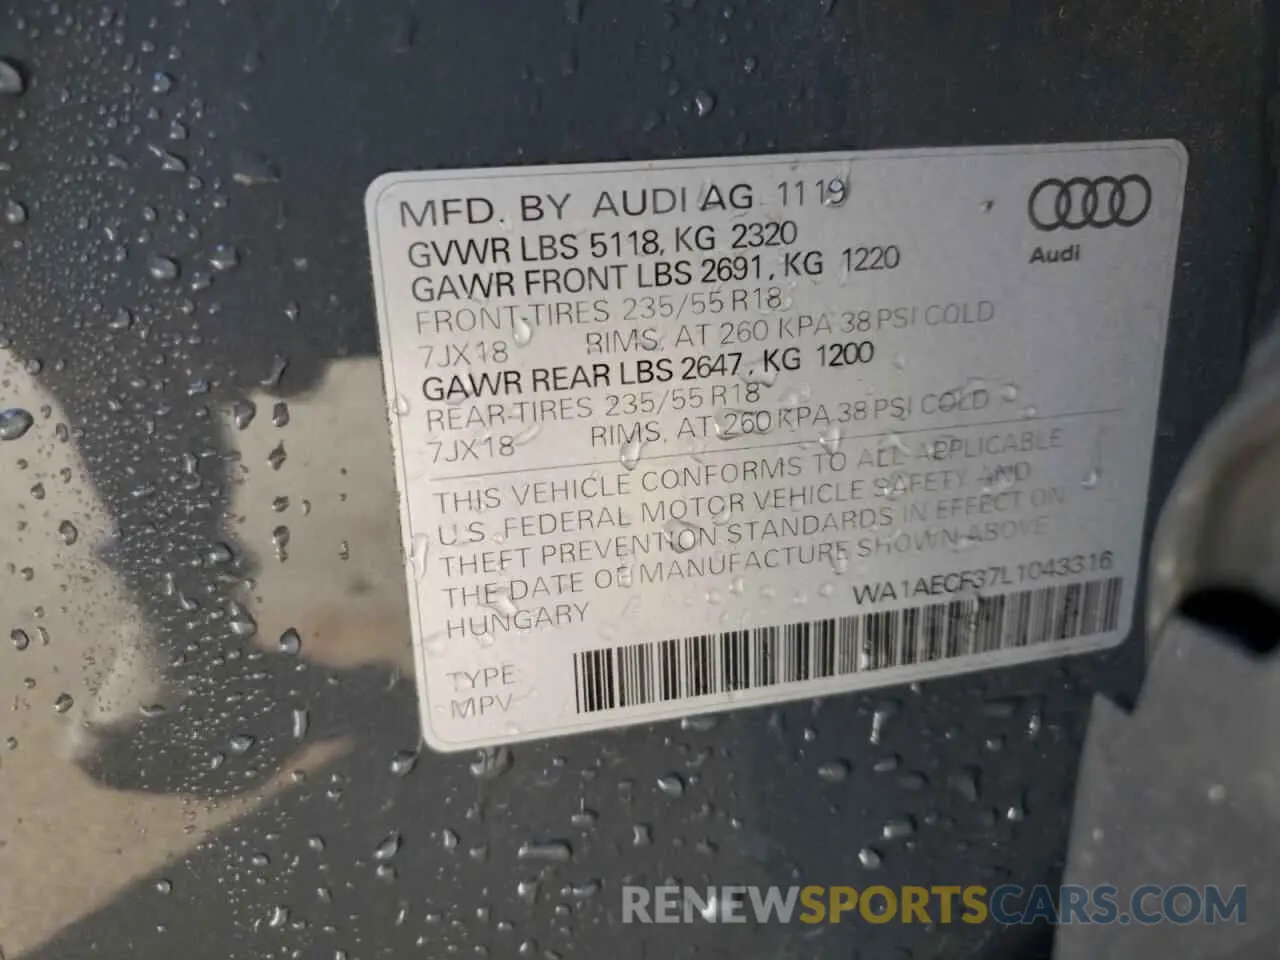 MFD. BY AUDI AG 11 19
Audi
GVWR LBS 5118, KG 2320
GAWR FRONT LBS 2691, KG 1220
FRONT-TIRES 235/55 R18
7JX18 RIMS. AT 260 KPA 38 PSI COLD
GAWR REAR LBS 2647, KG 1200
REAR-TIRES 235/55 R18
7JX18 RIMS. AT 260 KPA 38 PSI COLD
THIS VEHICLE CONFORMS TO ALL APPLICABLE
U.S. FEDERAL MOTOR VEHICLE SAFETY AND
THEFT PREVENTION STANDARDS IN EFFECT ON
THE DATE OF MANUFACTURE SHOWN ABOVE
HUNGARY
WA1AECF37L1043316
TYPE
MPV
RENEWSPORTSCARS.COM